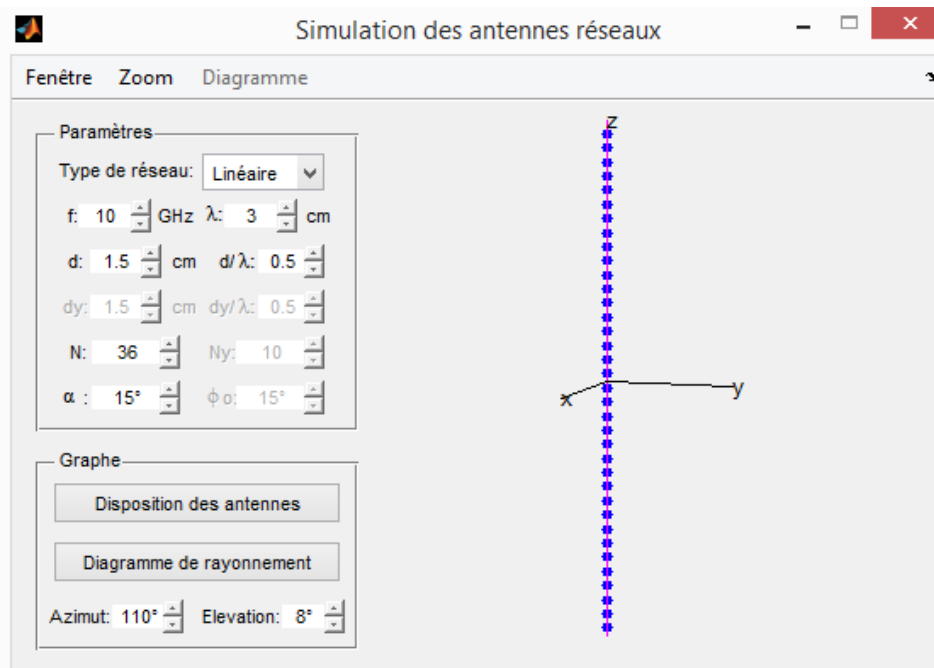 Simulation des antennes réseaux
Fenêtre Zoom Diagramme
Paramètres
Type de réseau: Linéaire
f: 10 GHz λ: 3 cm
d: 1.5 cm d/λ: 0.5
dy: 1.5 cm dy/λ: 0.5
N: 36 Ny: 10
α : 15° ϕo: 15°
Graphe
Disposition des antennes
Diagramme de rayonnement
Azimut: 110° Elevation: 8°
z
x
y